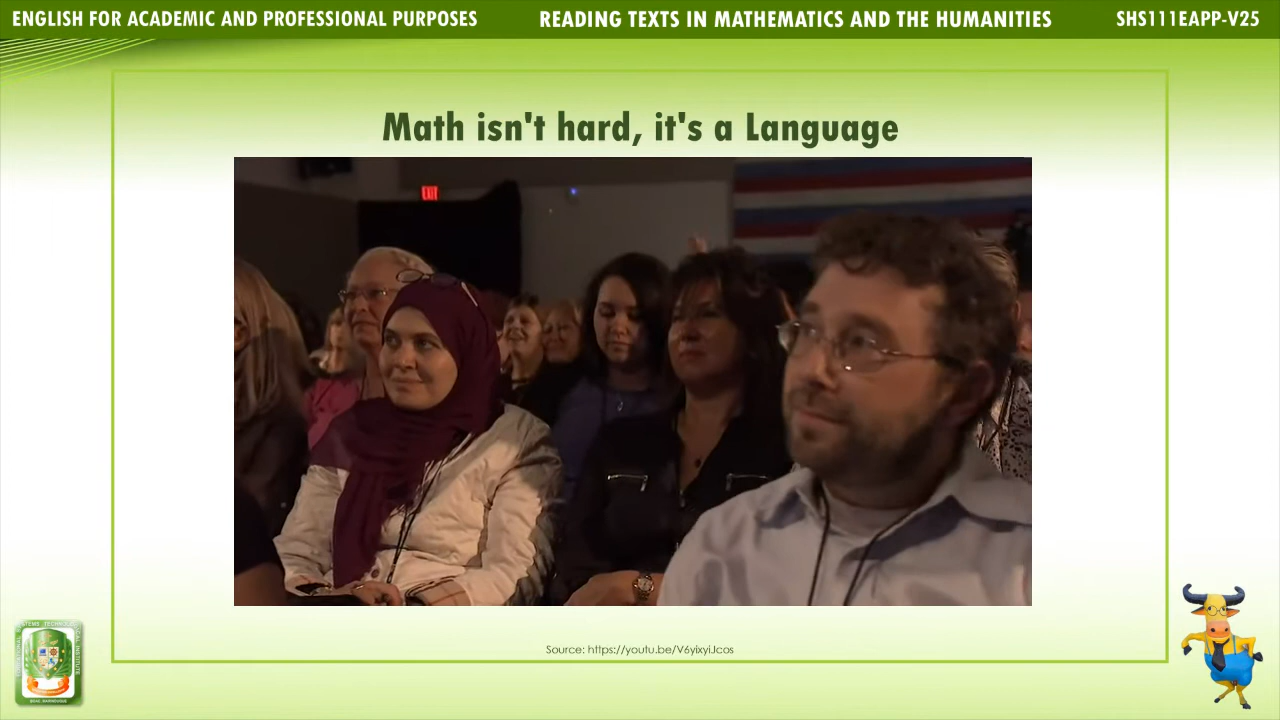 ENGLISH FOR ACADEMIC AND PROFESSIONAL PURPOSES
READING TEXTS IN MATHEMATICS AND THE HUMANITIES
SHS111EAPP-V25
Math isn't hard, it's a Language
EXIT
Source: https://youtu.be/V6yixyiJcos